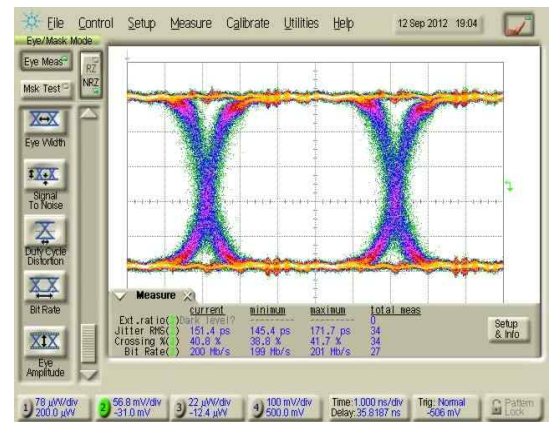 File Control Setup Measure Calibrate Utilities Help 12 Sep 2012 19:04
Eye/Mask Mode
Eye Meas
RZ
NRZ
Msk Test
Eye Width
Signal
To Noise
Duty Cycle
Distortion
Bit Rate
Eye
Amplitude
Measure
current minimum maximum total meas
Ext.ratio(2)Dark level? -------- -------- 0
Jitter RMS(2) 151.4 ps 145.4 ps 171.7 ps 34
Crossing %(2) 40.8 % 38.8 % 41.7 % 34
Bit Rate(2) 200 Mb/s 199 Mb/s 201 Mb/s 27
Setup
& Info
1) 78 µW/div 200.0 µW
2) 56.8 mV/div -31.0 mV
3) 22 µW/div -12.4 µW
4) 100 mV/div 500.0 mV
Time:1.000 ns/div Delay:35.8187 ns
Trig: Normal -506 mV
Pattern Lock